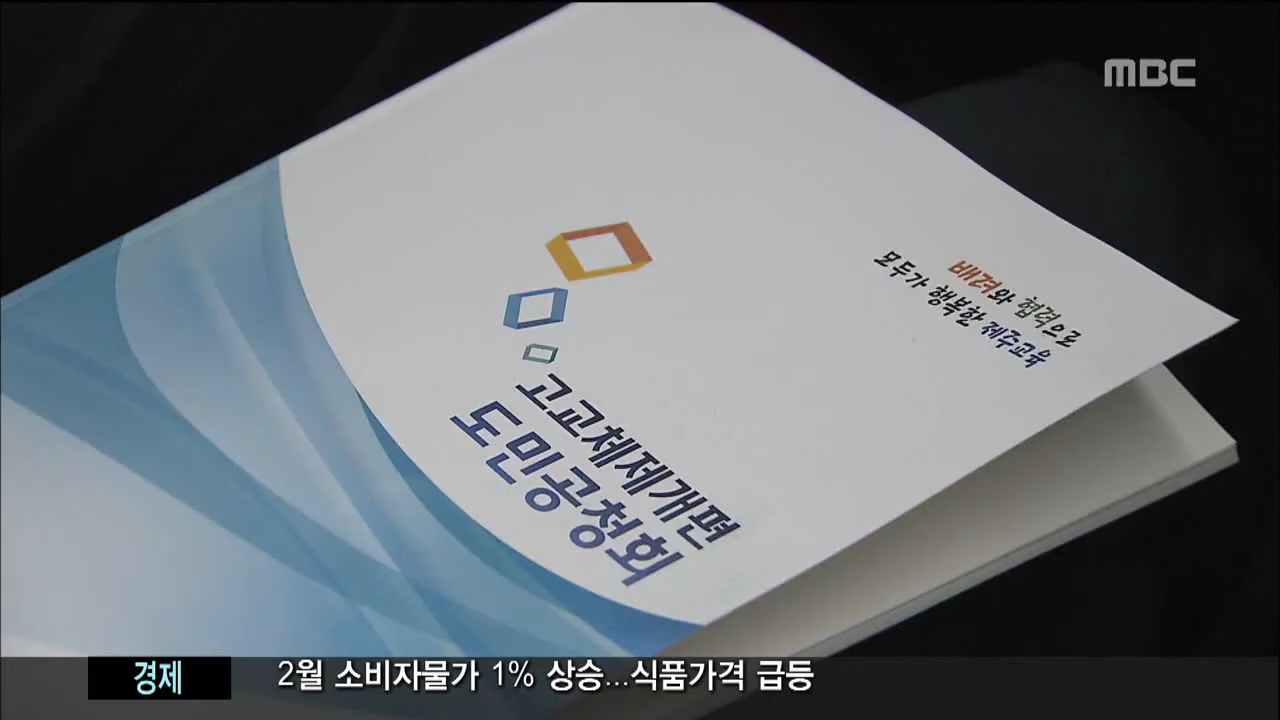 MBC
배려와 협력으로
모두가 행복한 제주교육
고교체제개편
도민공청회
경제 2월 소비자물가 1% 상승...식품가격 급등